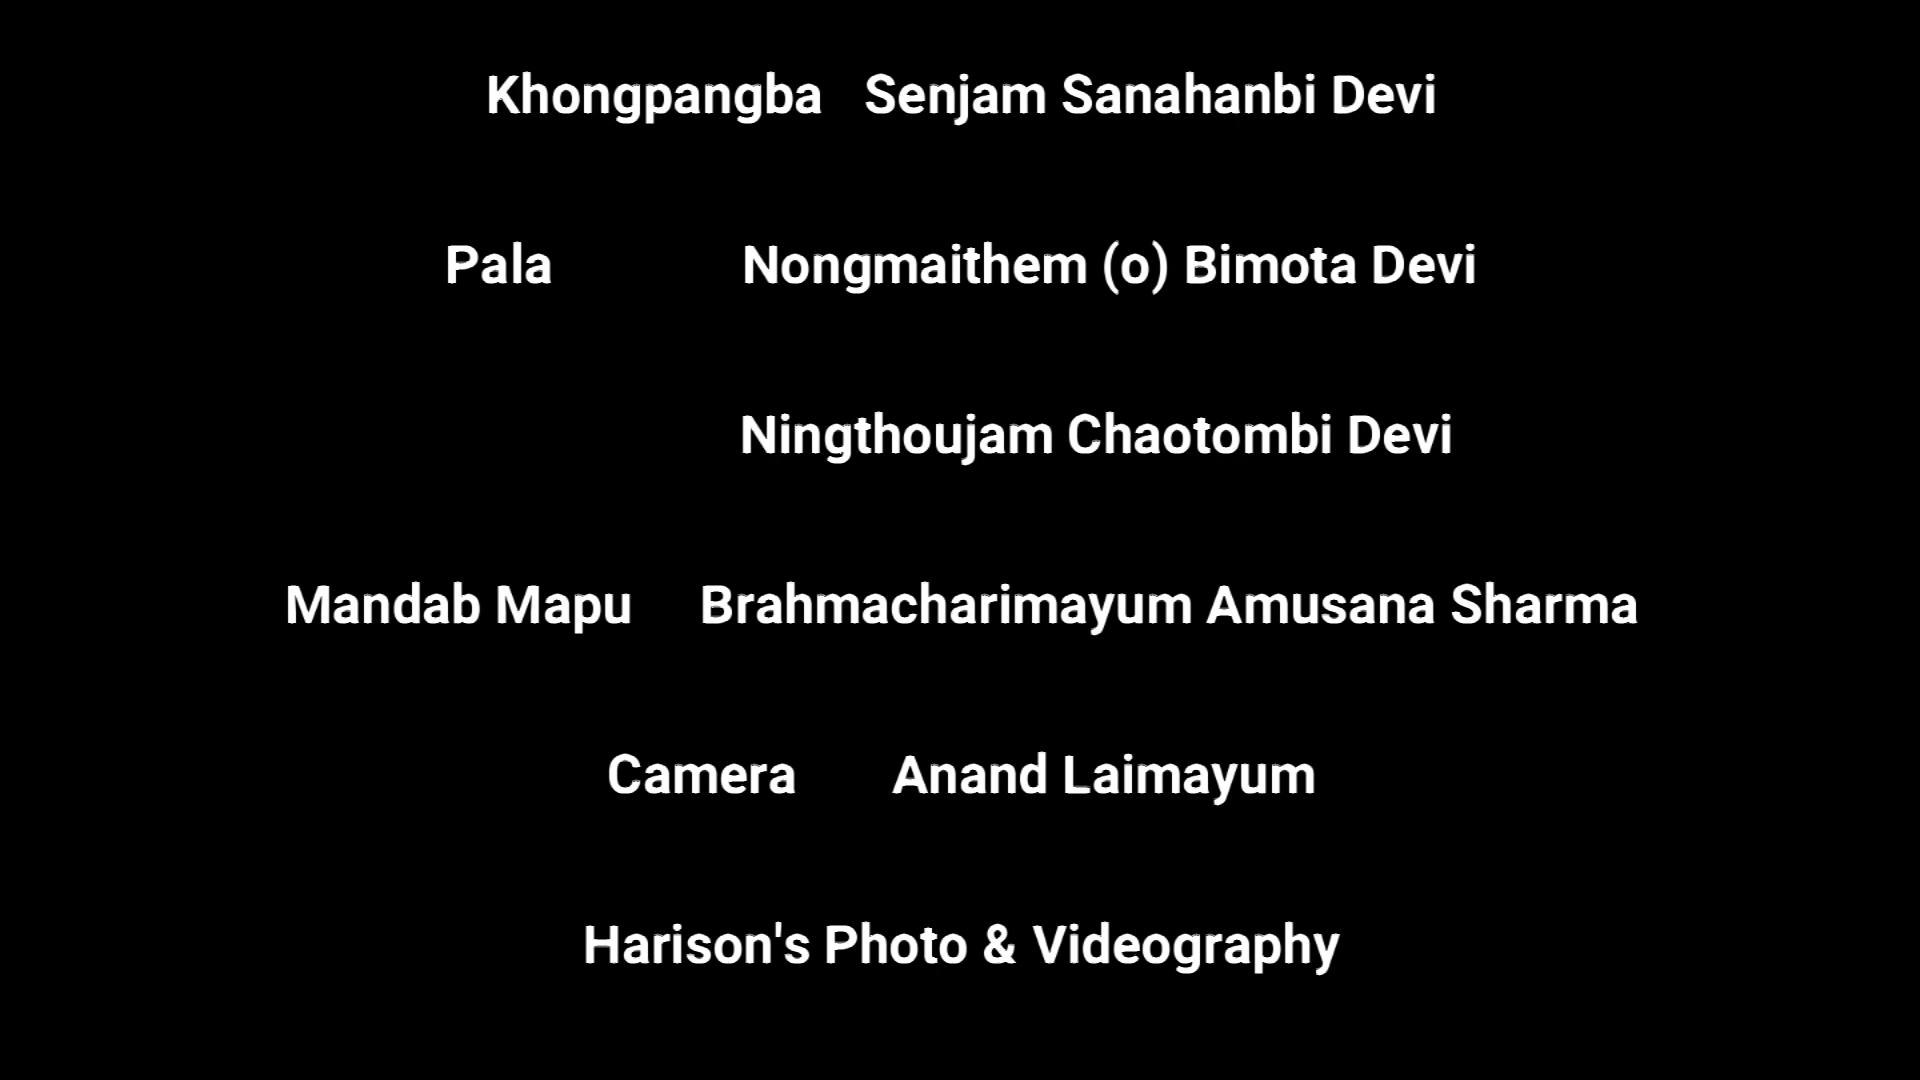 Khongpangba Senjam Sanahanbi Devi
Pala Nongmaithem (o) Bimota Devi
Ningthoujam Chaotombi Devi
Mandab Mapu Brahmacharimayum Amusana Sharma
Camera Anand Laimayum
Harison's Photo & Videography